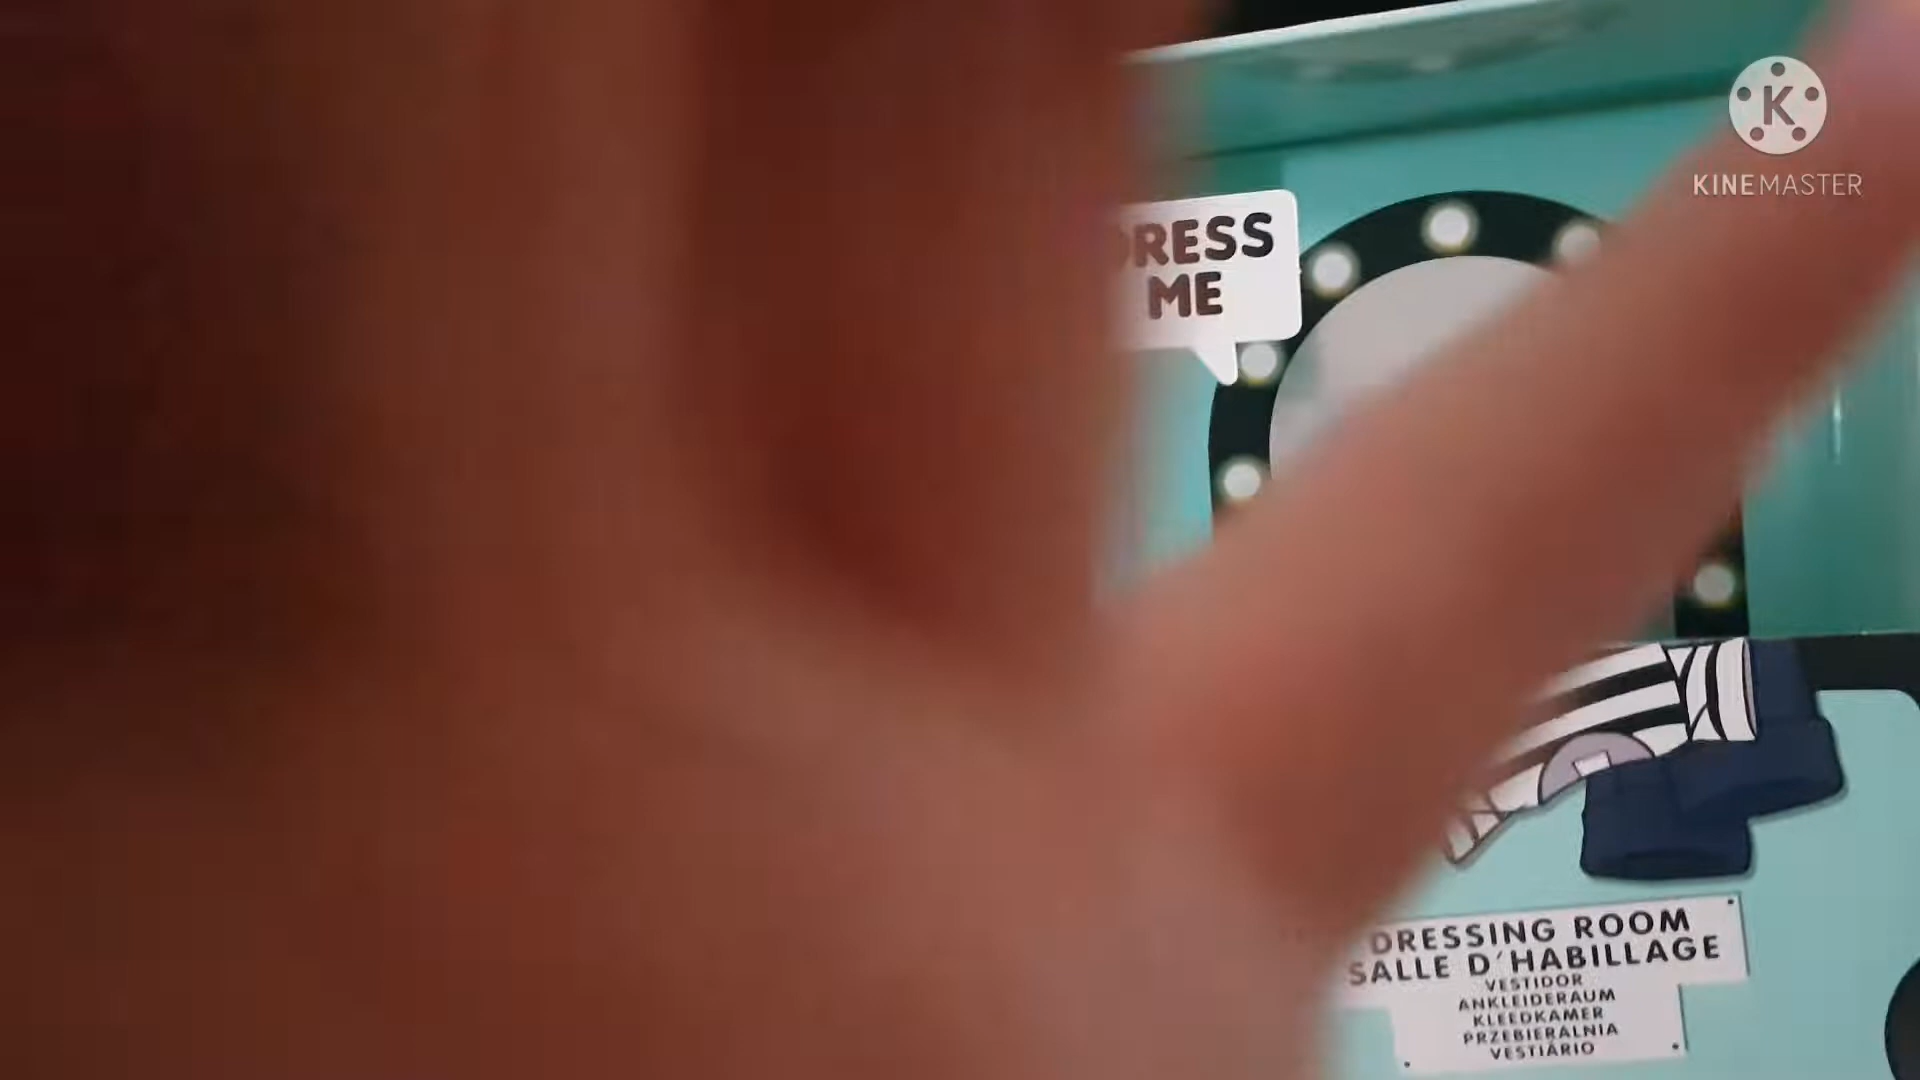 DRESS
ME
KINEMASTER
DRESSING ROOM
SALLE D'HABILLAGE
VESTIDOR
ANKLEIDERAUM
KLEEDKAMER
PRZEBIERALNIA
VESTIÁRIO